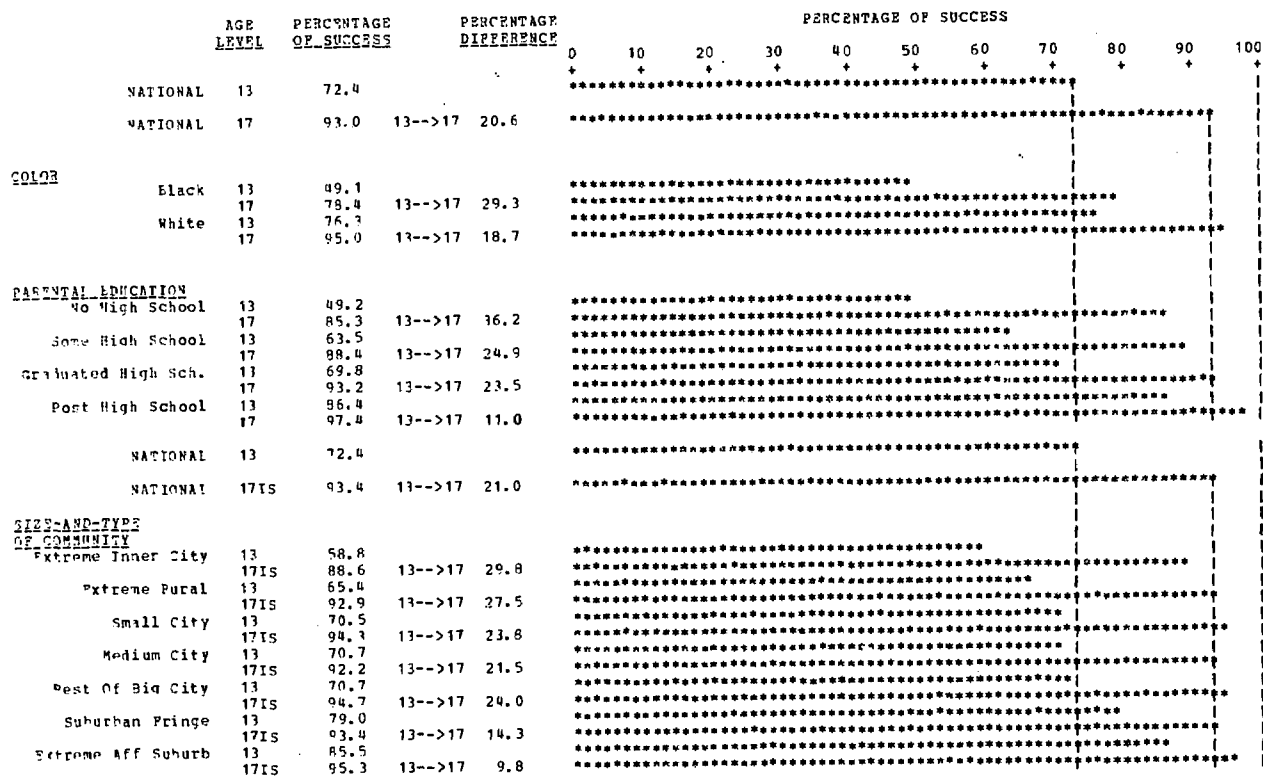 AGE PERCENTAGE PERCENTAGE PERCENTAGE OF SUCCESS
LEVEL OF SUCCESS DIFFERENCE
0 10 20 30 40 50 60 70 80 90 100
NATIONAL 13 72.4
NATIONAL 17 93.0 13-->17 20.6
COLOR
Black 13 49.1
17 78.4 13-->17 29.3
White 13 76.3
17 95.0 13-->17 18.7
PARENTAL EDUCATION
No High School 13 49.2
17 85.3 13-->17 36.2
Some High School 13 63.5
17 88.4 13-->17 24.9
Graduated High Sch. 13 69.8
17 93.2 13-->17 23.5
Post High School 13 86.4
17 97.4 13-->17 11.0
NATIONAL 13 72.4
NATIONAL 17IS 93.4 13-->17 21.0
SIZE-AND-TYPE
OF COMMUNITY
Extreme Inner City 13 58.8
17IS 88.6 13-->17 29.8
Extreme Rural 13 65.4
17IS 92.9 13-->17 27.5
Small City 13 70.5
17IS 94.3 13-->17 23.8
Medium City 13 70.7
17IS 92.2 13-->17 21.5
Rest Of Big City 13 70.7
17IS 94.7 13-->17 24.0
Suburban Fringe 13 79.0
17IS 93.4 13-->17 14.3
Extreme Aff Suburb 13 85.5
17IS 95.3 13-->17 9.8